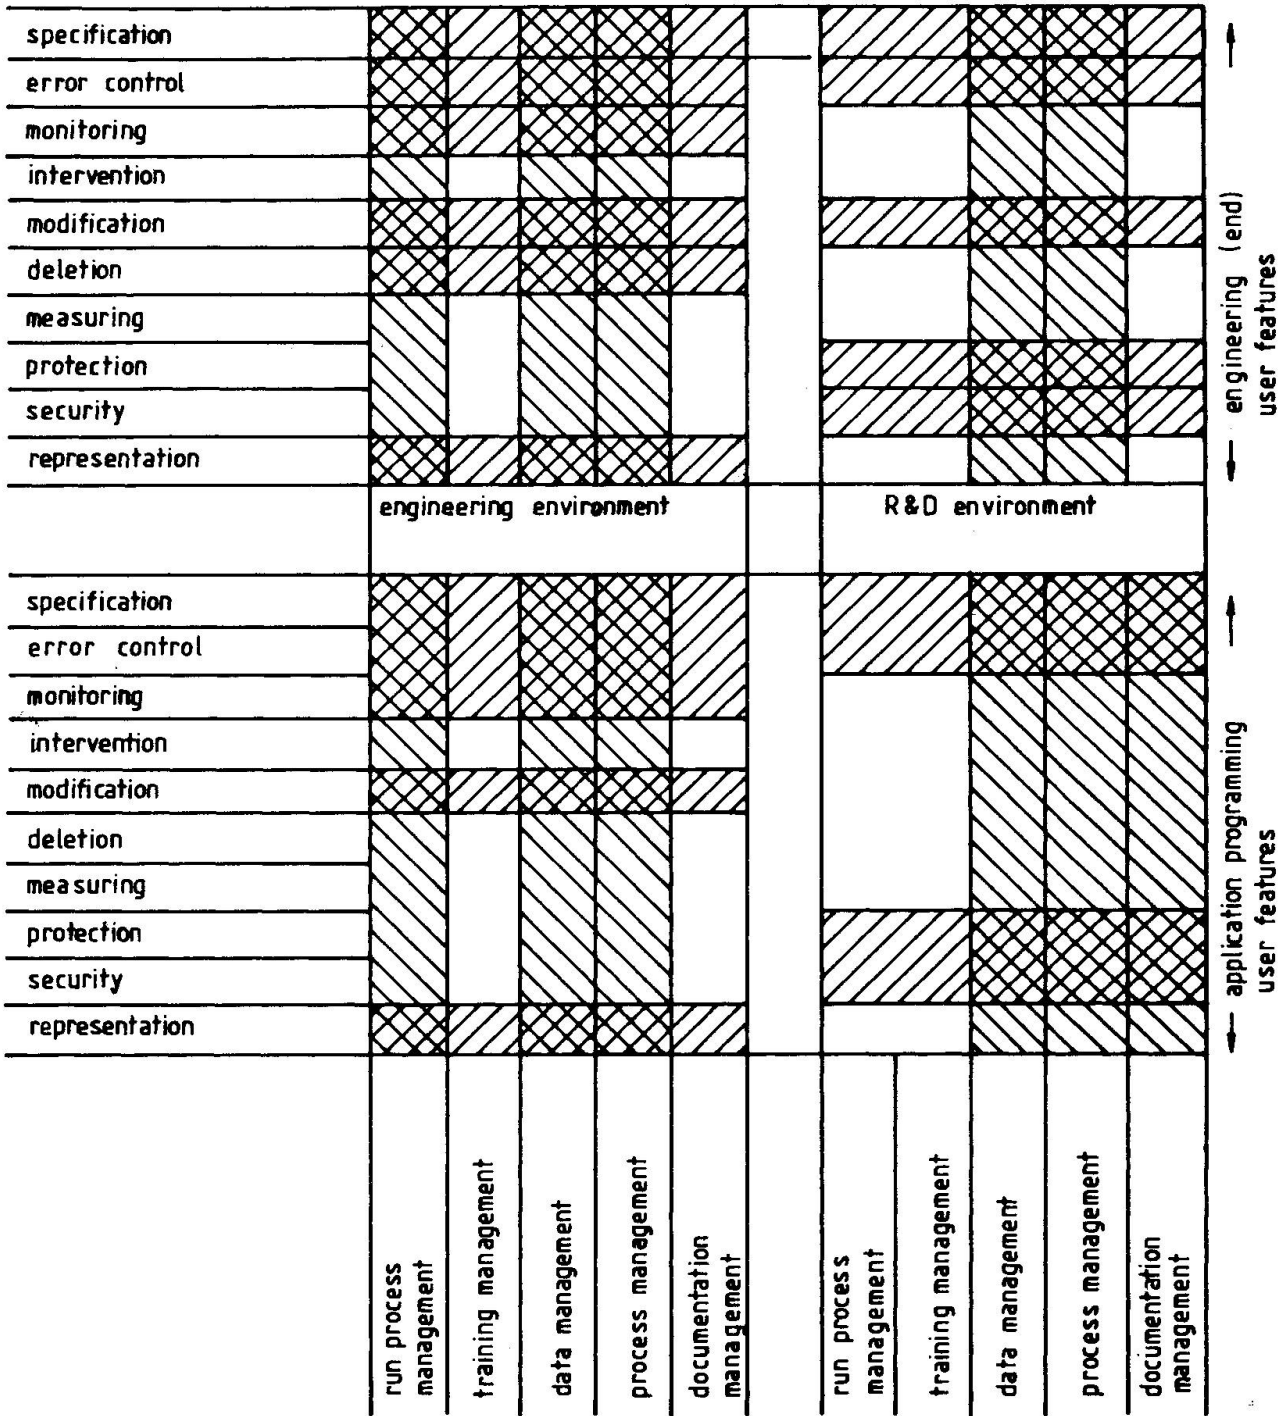 specification
error control
monitoring
intervention
modification
deletion
measuring
protection
security
representation
engineering (end)
user features
engineering environment
R&D environment
specification
error control
monitoring
intervention
modification
deletion
measuring
protection
security
representation
application programming
user features
run process
management
training management
data management
process management
documentation
management
run process
management
training management
data management
process management
documentation
management